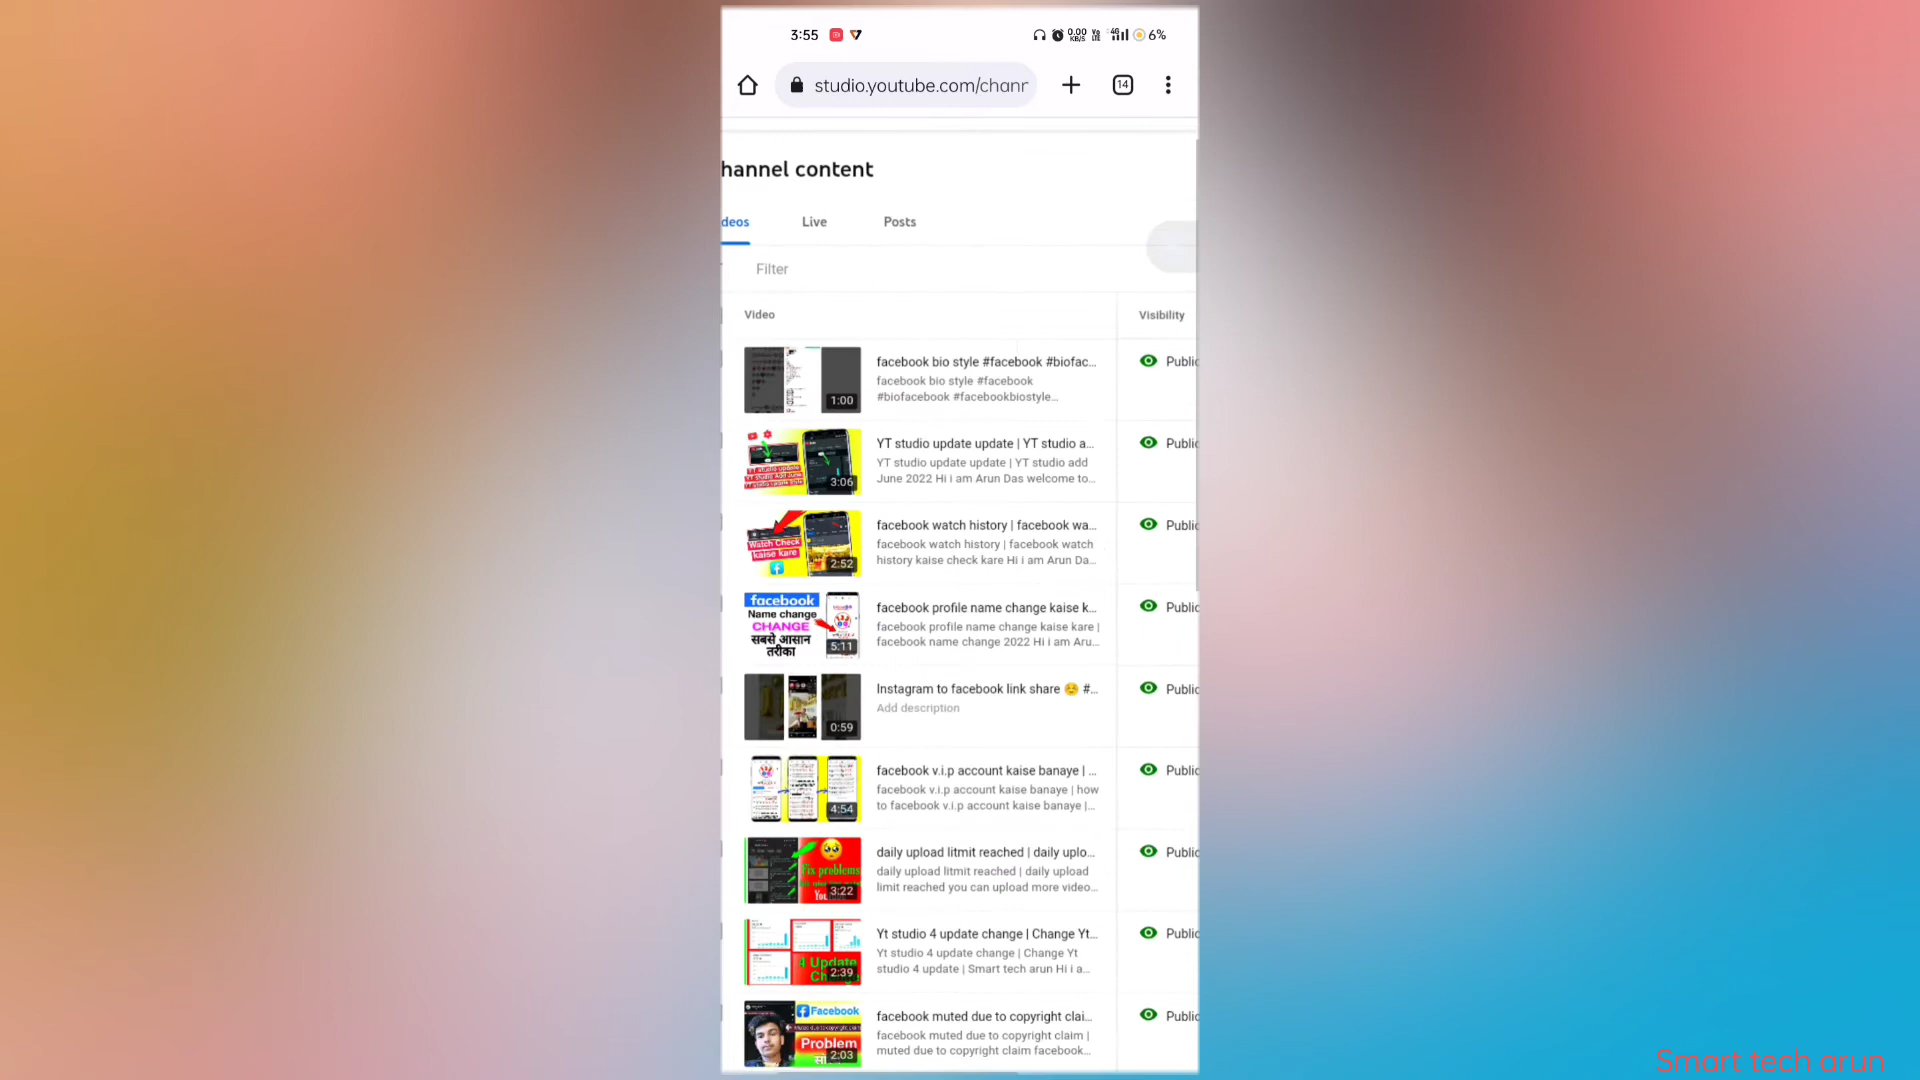 3:55
0.00 KB/S
Vo LTE
4G
6%
studio.youtube.com/chann
14
hannel content
deos Live Posts
Filter
Video Visibility
1:00
facebook bio style #facebook #biofac...
facebook bio style #facebook
#biofacebook #facebookbiostyle...
Public
3:06
YT studio update update | YT studio a...
YT studio update update | YT studio add
June 2022 Hi i am Arun Das welcome to...
Public
Watch Check
kaise kare
2:52
facebook watch history | facebook wa...
facebook watch history | facebook watch
history kaise check kare Hi i am Arun Da...
Public
facebook
Name change
CHANGE
सबसे आसान
तरीका
5:11
facebook profile name change kaise k...
facebook profile name change kaise kare |
facebook name change 2022 Hi i am Aru...
Public
0:59
Instagram to facebook link share ☺️ #...
Add description
Public
4:54
facebook v.i.p account kaise banaye | ...
facebook v.i.p account kaise banaye | how
to facebook v.i.p account kaise banaye |...
Public
Fix problems
3:22
daily upload litmit reached | daily uplo...
daily upload litmit reached | daily upload
limit reached you can upload more video...
Public
4 Update
Change
2:39
Yt studio 4 update change | Change Yt...
Yt studio 4 update change | Change Yt
studio 4 update | Smart tech arun Hi i a...
Public
Facebook
Problem
2:03
facebook muted due to copyright clai...
facebook muted due to copyright claim |
muted due to copyright claim facebook...
Public
Smart tech arun